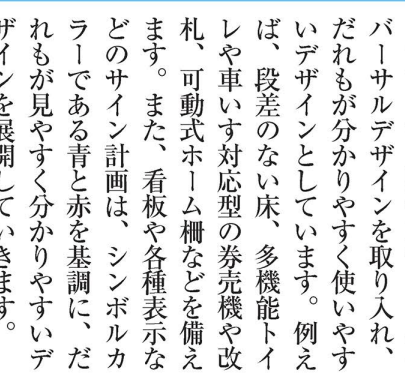 バーサルデザインを取り入れ、
だれもが分かりやすく使いやす
いデザインとしています。例え
ば、段差のない床、多機能トイ
レや車いす対応型の券売機や改
札、可動式ホーム柵などを備え
ます。また、看板や各種表示な
どのサイン計画は、シンボルカ
ラーである青と赤を基調に、だ
れもが見やすく分かりやすいデ
ザインを展開していきます。